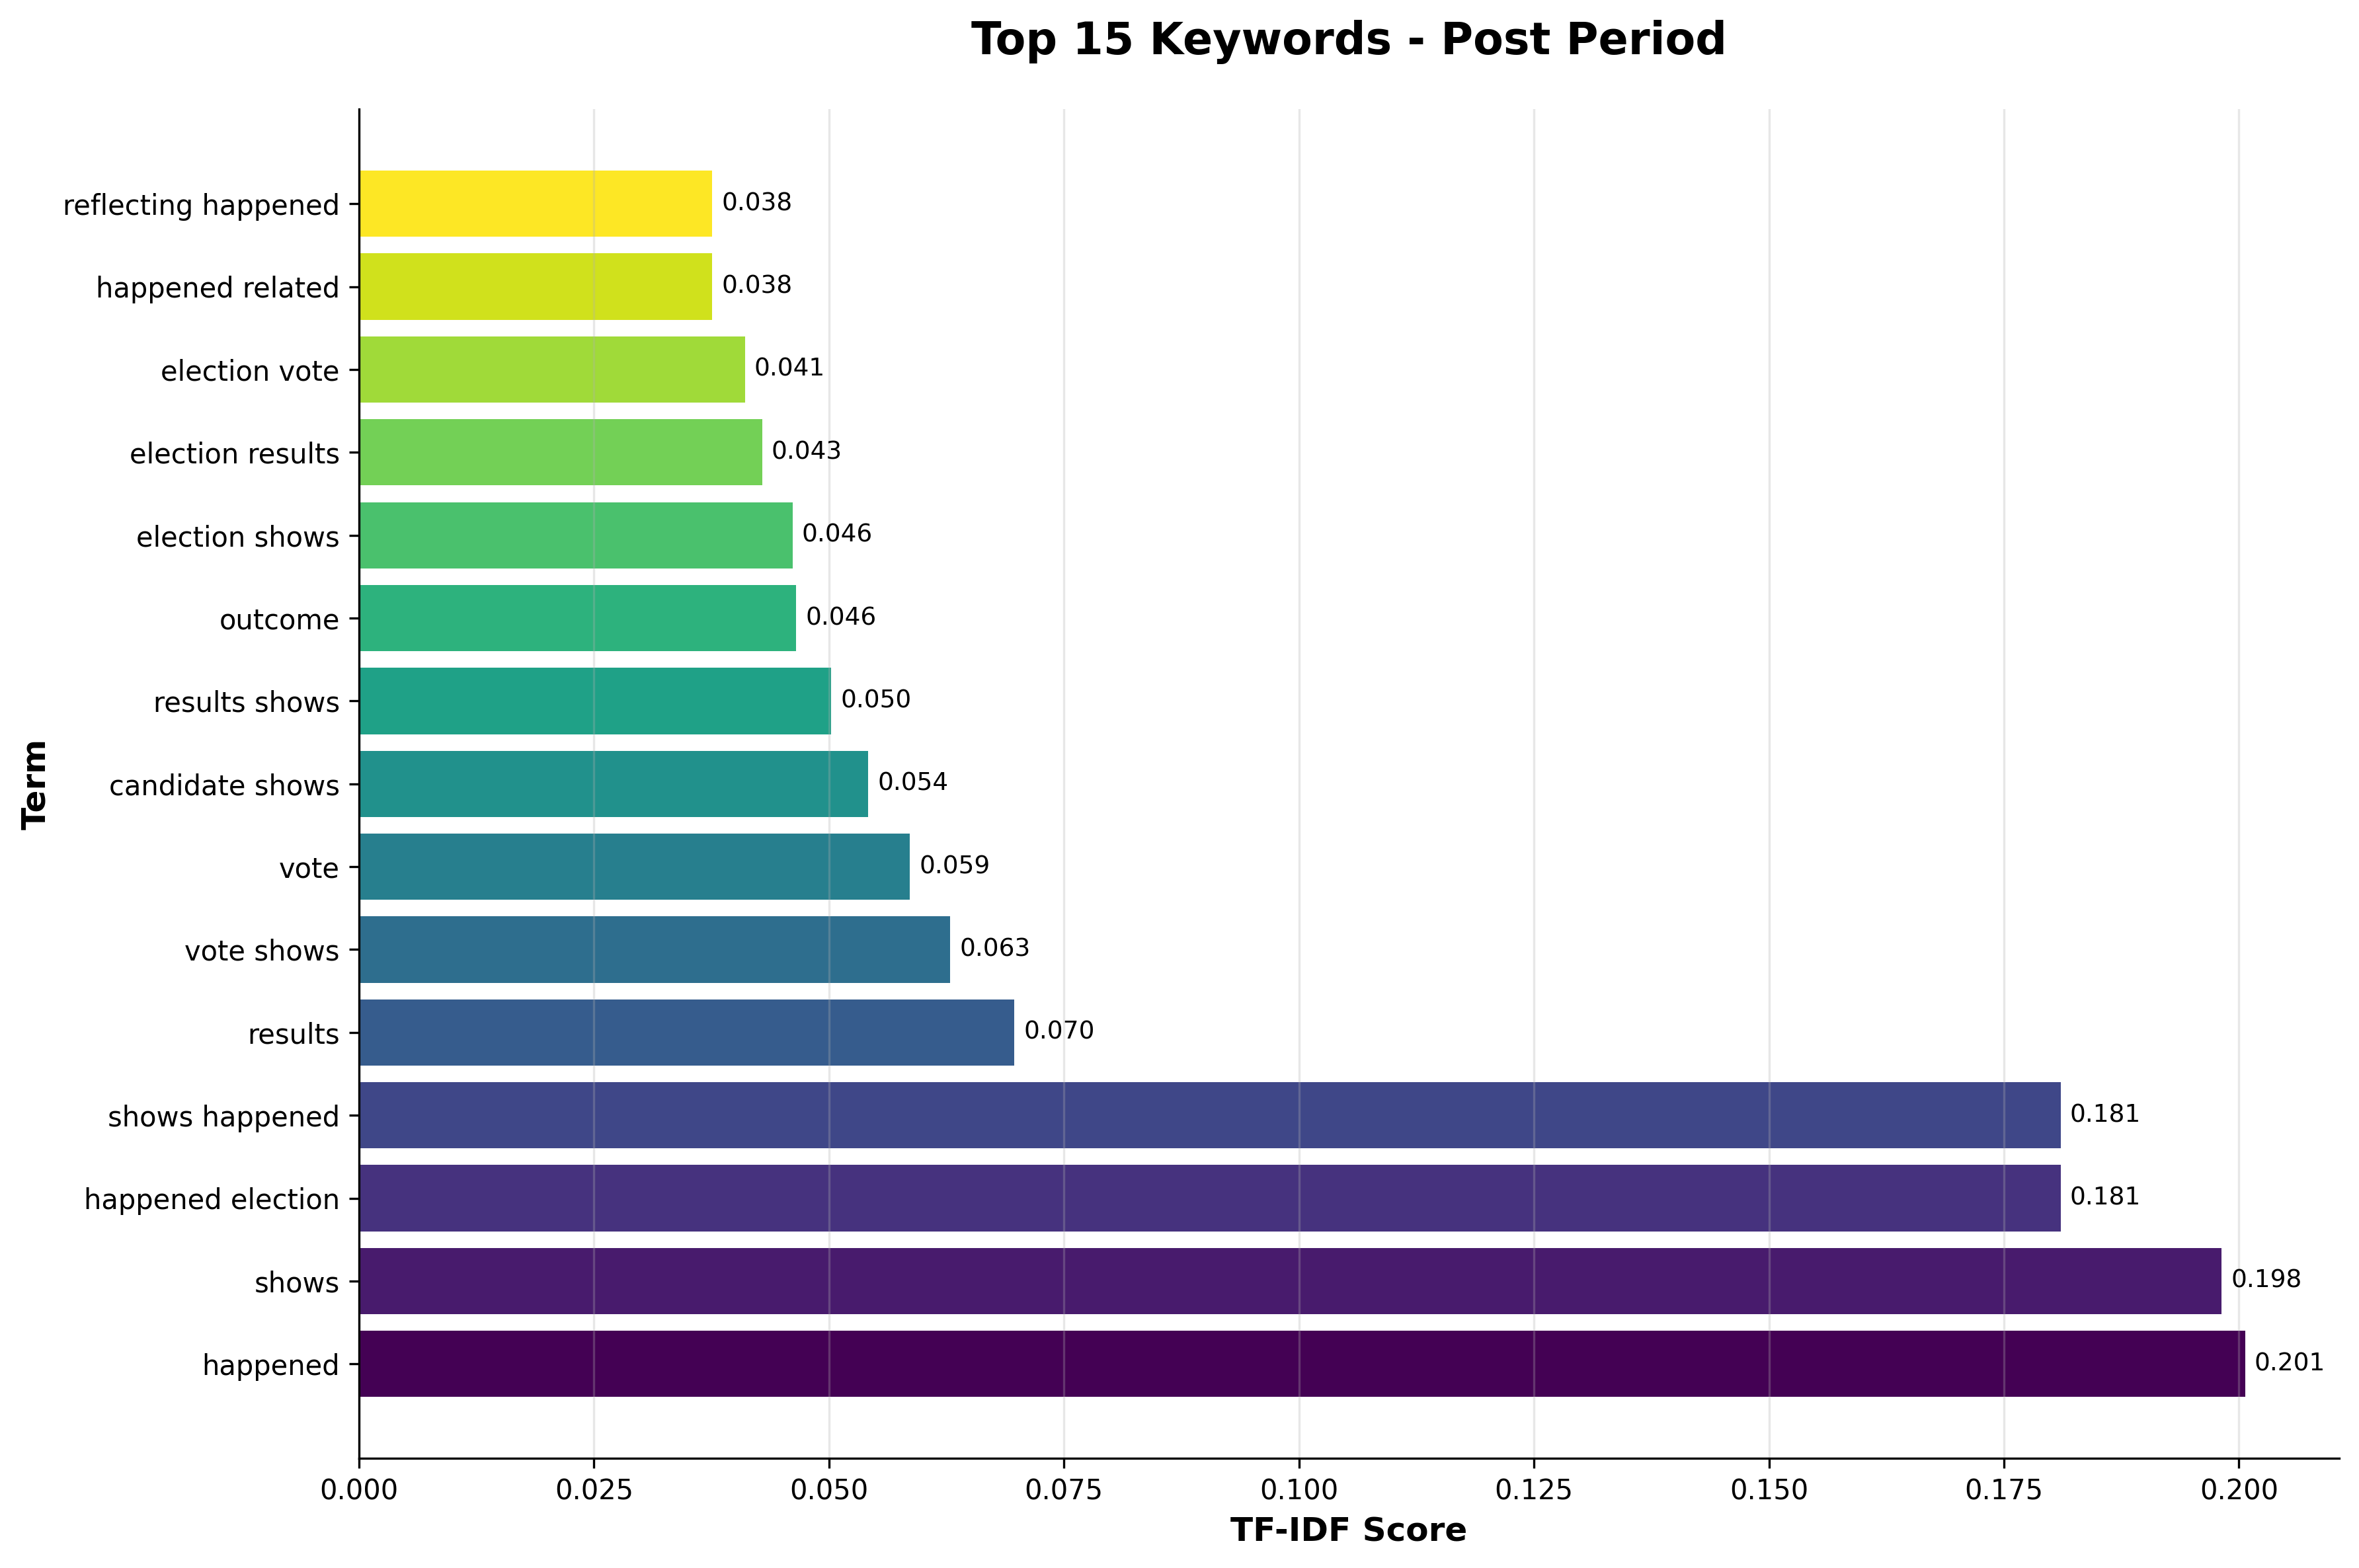 Top 15 Keywords - Post Period
reflecting happened 0.038
happened related 0.038
election vote 0.041
election results 0.043
election shows 0.046
outcome 0.046
results shows 0.050
candidate shows 0.054
vote 0.059
vote shows 0.063
results 0.070
shows happened 0.181
happened election 0.181
shows 0.198
happened 0.201
Term
0.000 0.025 0.050 0.075 0.100 0.125 0.150 0.175 0.200
TF-IDF Score